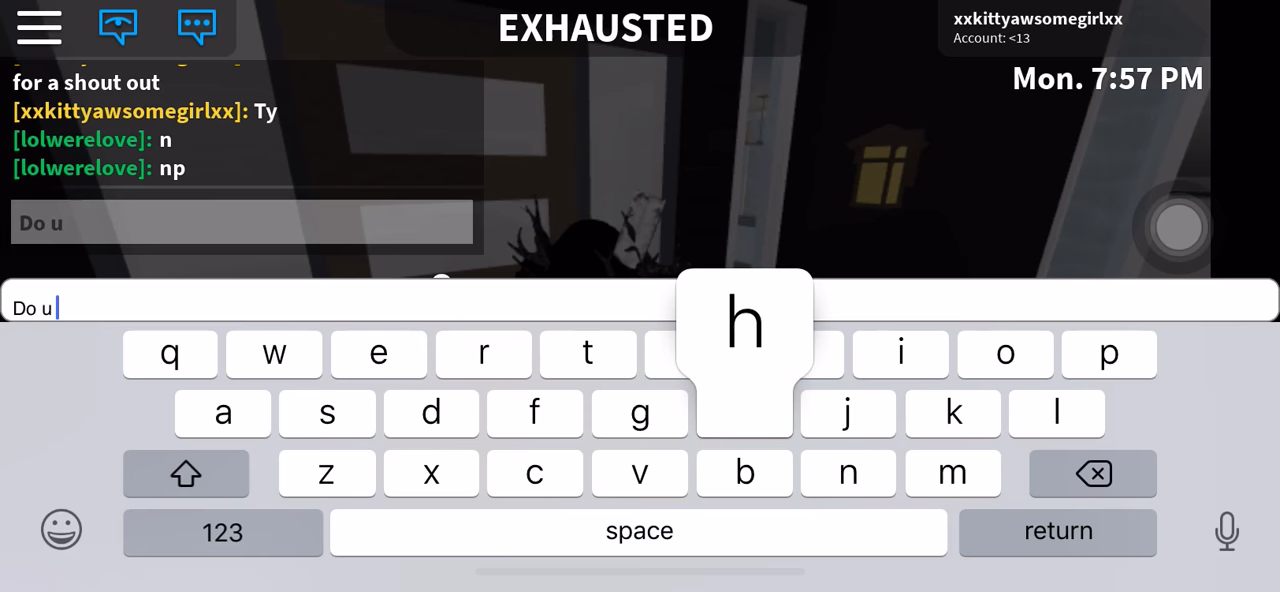 EXHAUSTED
xxkittyawsomegirlxx
Account: <13
Mon. 7:57 PM
for a shout out
[xxkittyawsomegirlxx]: Ty
[lolwerelove]: n
[lolwerelove]: np
Do u
Do u
h
q w e r t i o p
a s d f g j k l
z x c v b n m
123 space return